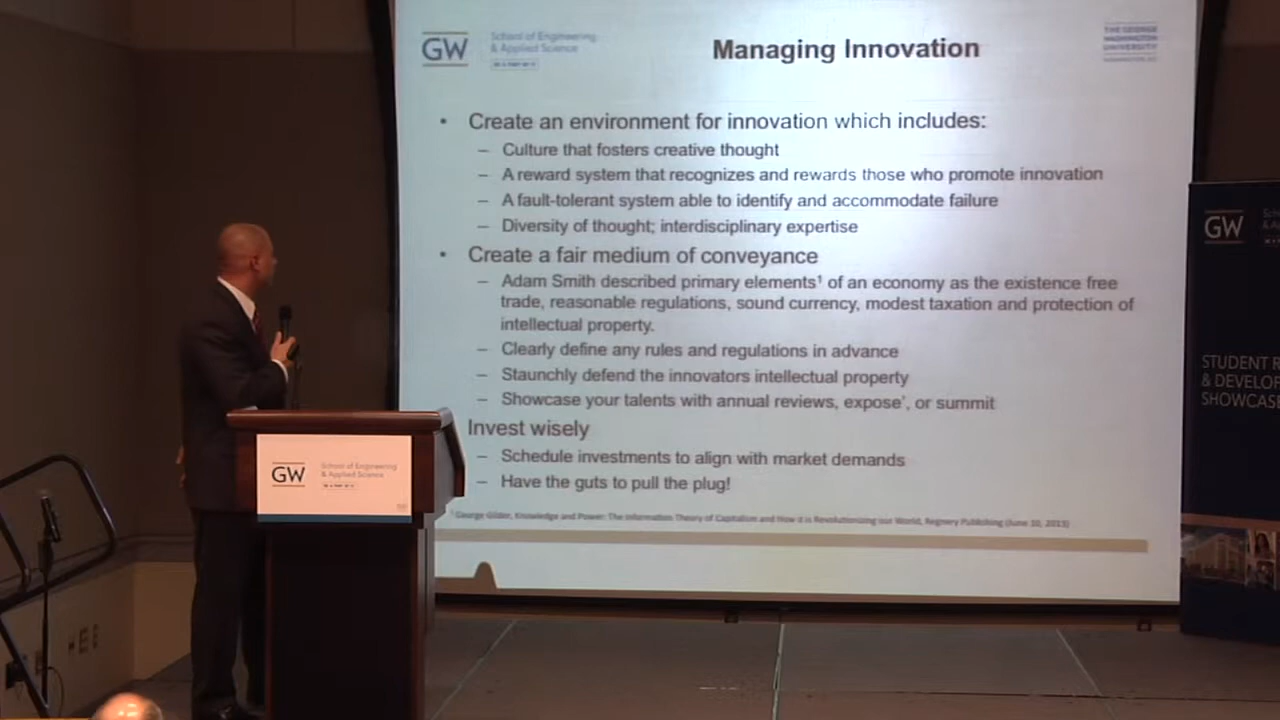 GW
School of Engineering
& Applied Science
Managing Innovation
THE GEORGE
WASHINGTON
UNIVERSITY
WASHINGTON, DC
• Create an environment for innovation which includes:
– Culture that fosters creative thought
– A reward system that recognizes and rewards those who promote innovation
– A fault-tolerant system able to identify and accommodate failure
– Diversity of thought; interdisciplinary expertise
• Create a fair medium of conveyance
– Adam Smith described primary elements¹ of an economy as the existence free
trade, reasonable regulations, sound currency, modest taxation and protection of
intellectual property.
– Clearly define any rules and regulations in advance
– Staunchly defend the innovators intellectual property
– Showcase your talents with annual reviews, expose', or summit
Invest wisely
– Schedule investments to align with market demands
– Have the guts to pull the plug!
¹ George Gilder, Knowledge and Power: The Information Theory of Capitalism and How it is Revolutionizing our World, Regnery Publishing (June 10, 2013)
GW
School of Engineering
& Applied Science
GW
STUDENT R
& DEVELOP
SHOWCASE